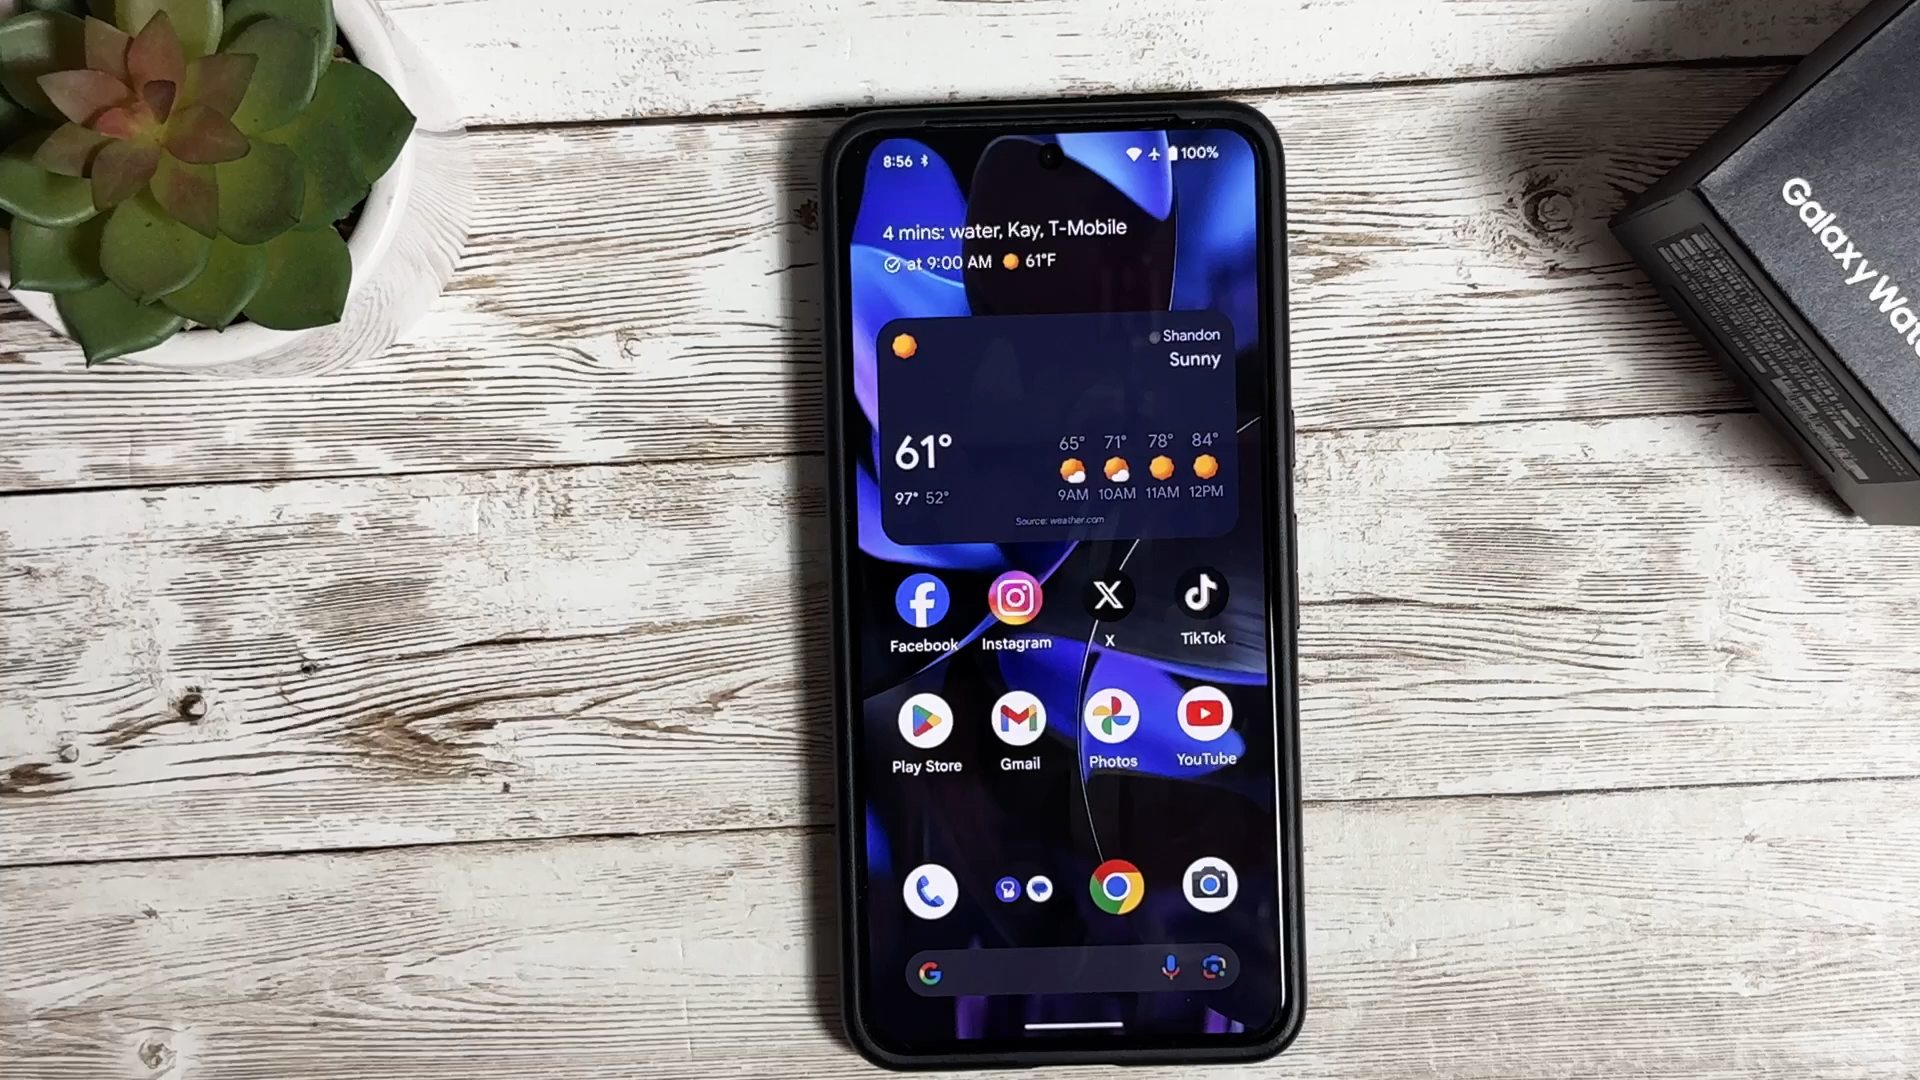 8:56
100%
4 mins: water, Kay, T-Mobile
at 9:00 AM 61°F
Shandon
Sunny
61°
97° 52°
65° 71° 78° 84°
9AM 10AM 11AM 12PM
Source: weather.com
Facebook Instagram X TikTok
Play Store Gmail Photos YouTube
Galaxy Watch